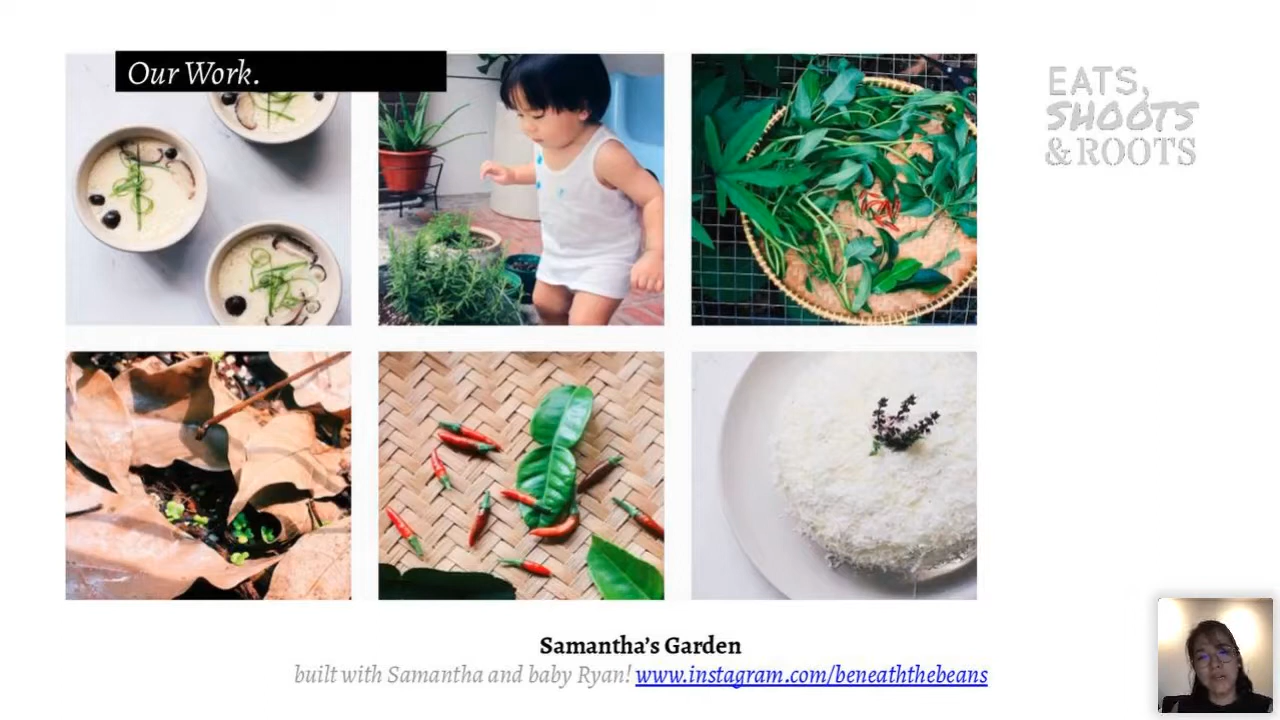 Our Work.
EATS,
SHOOTS
& ROOTS
Samantha's Garden
built with Samantha and baby Ryan! www.instagram.com/beneaththebeans